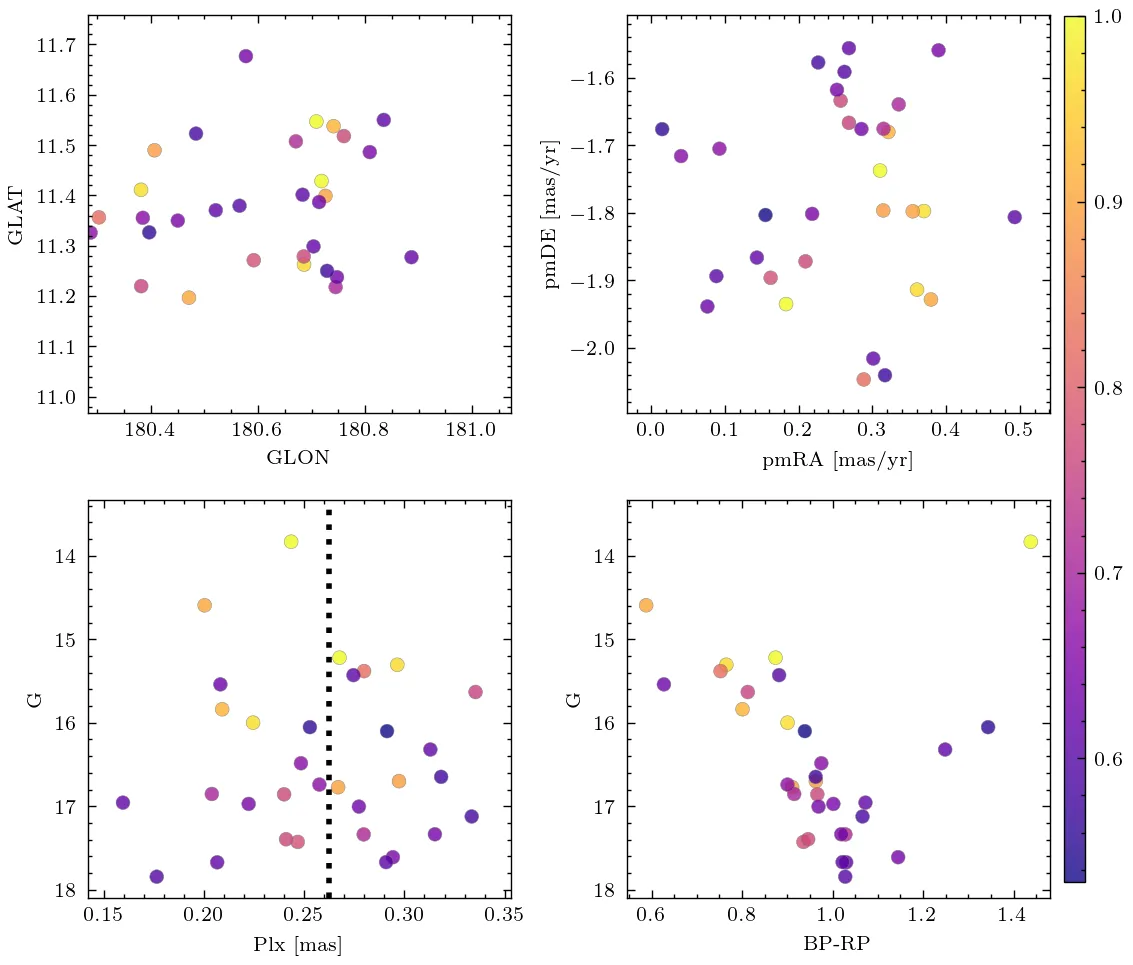 11.7
11.6
11.5
11.4
11.3
11.2
11.1
11.0
GLAT
180.4 180.6 180.8 181.0
GLON
−1.6
−1.7
−1.8
−1.9
−2.0
pmDE [mas/yr]
0.0 0.1 0.2 0.3 0.4 0.5
pmRA [mas/yr]
1.0
0.9
0.8
0.7
0.6
14
15
16
17
18
G
0.15 0.20 0.25 0.30 0.35
Plx [mas]
14
15
16
17
18
G
0.6 0.8 1.0 1.2 1.4
BP-RP